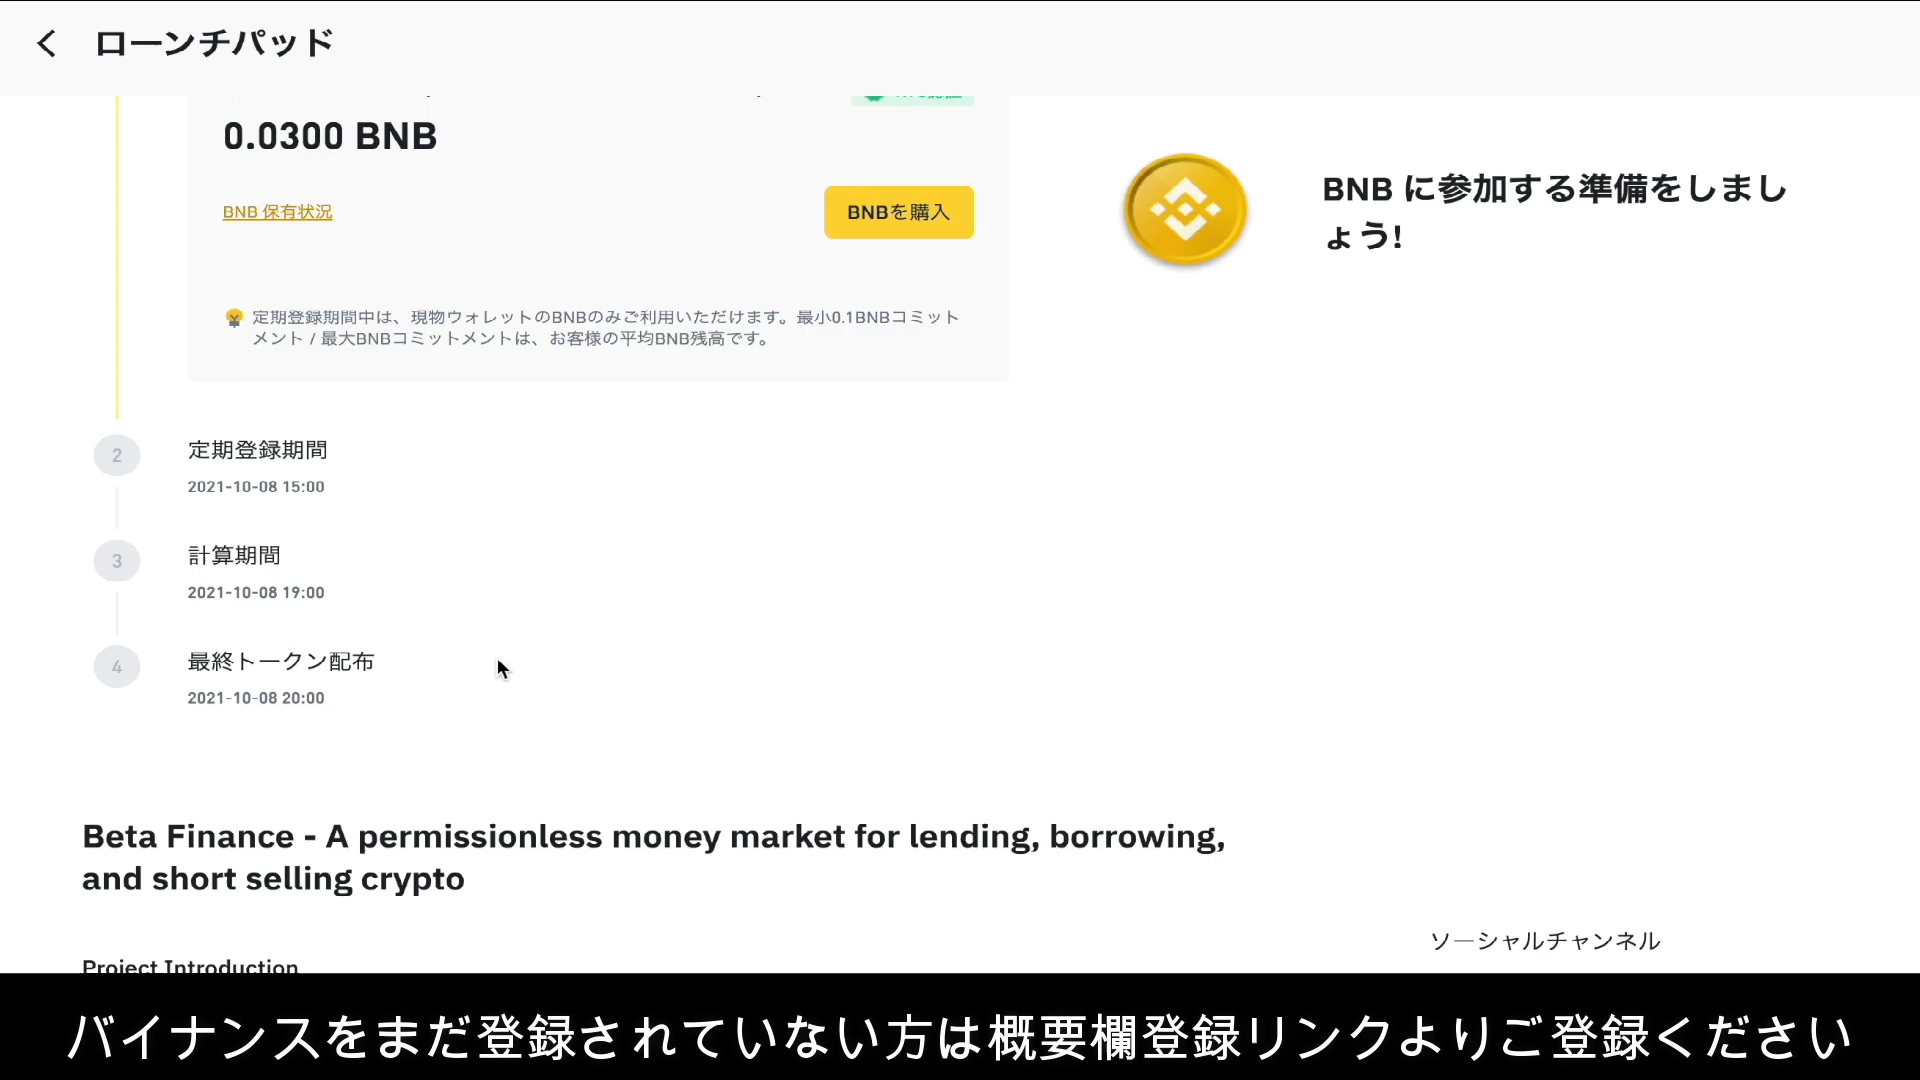 ローンチパッド
0.0300 BNB
BNB 保有状況
BNBを購入
定期登録期間中は、現物ウォレットのBNBのみご利用いただけます。最小0.1BNBコミット
メント / 最大BNBコミットメントは、お客様の平均BNB残高です。
BNB に参加する準備をしまし
ょう!
2
定期登録期間
2021-10-08 15:00
3
計算期間
2021-10-08 19:00
4
最終トークン配布
2021-10-08 20:00
Beta Finance - A permissionless money market for lending, borrowing,
and short selling crypto
ソーシャルチャンネル
Project Introduction
バイナンスをまだ登録されていない方は概要欄登録リンクよりご登録ください